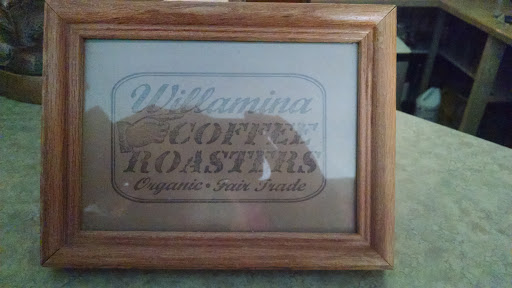 Willamina
COFFEE
ROASTERS
Organic • Fair Trade